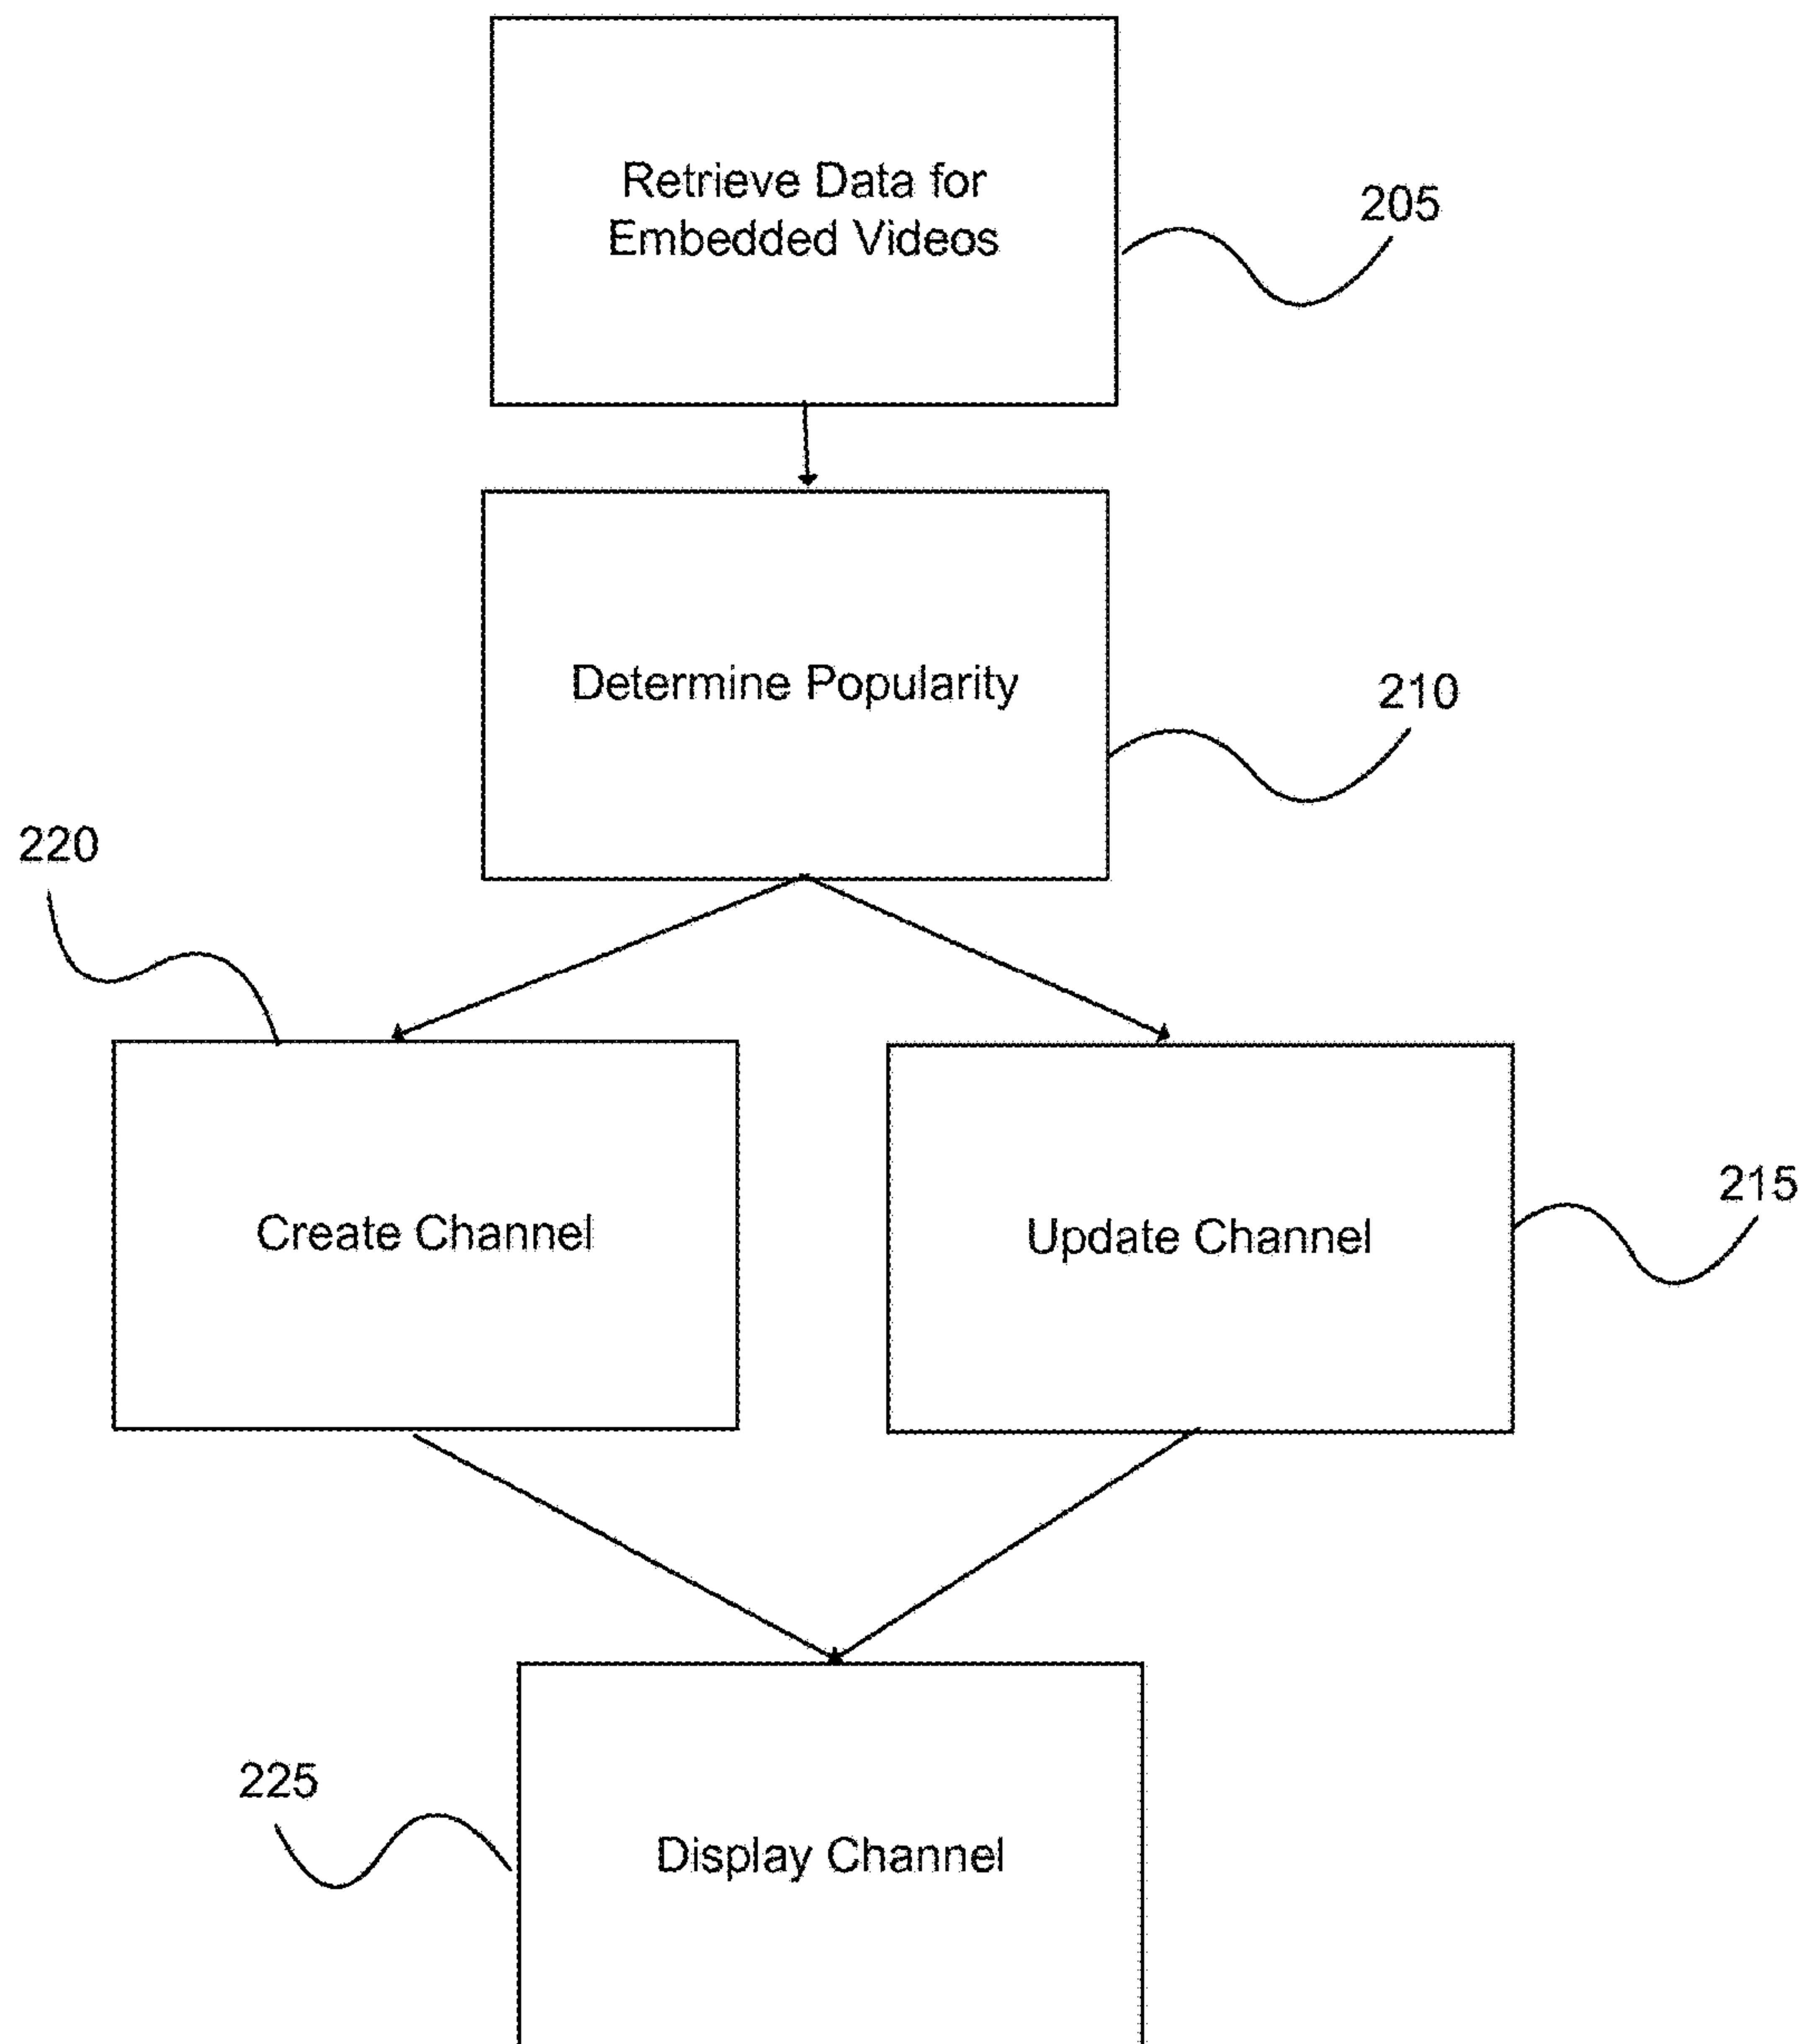 Retrieve Data for
Embedded Videos
205
Determine Popularity
210
220
Create Channel
Update Channel
215
225
Display Channel